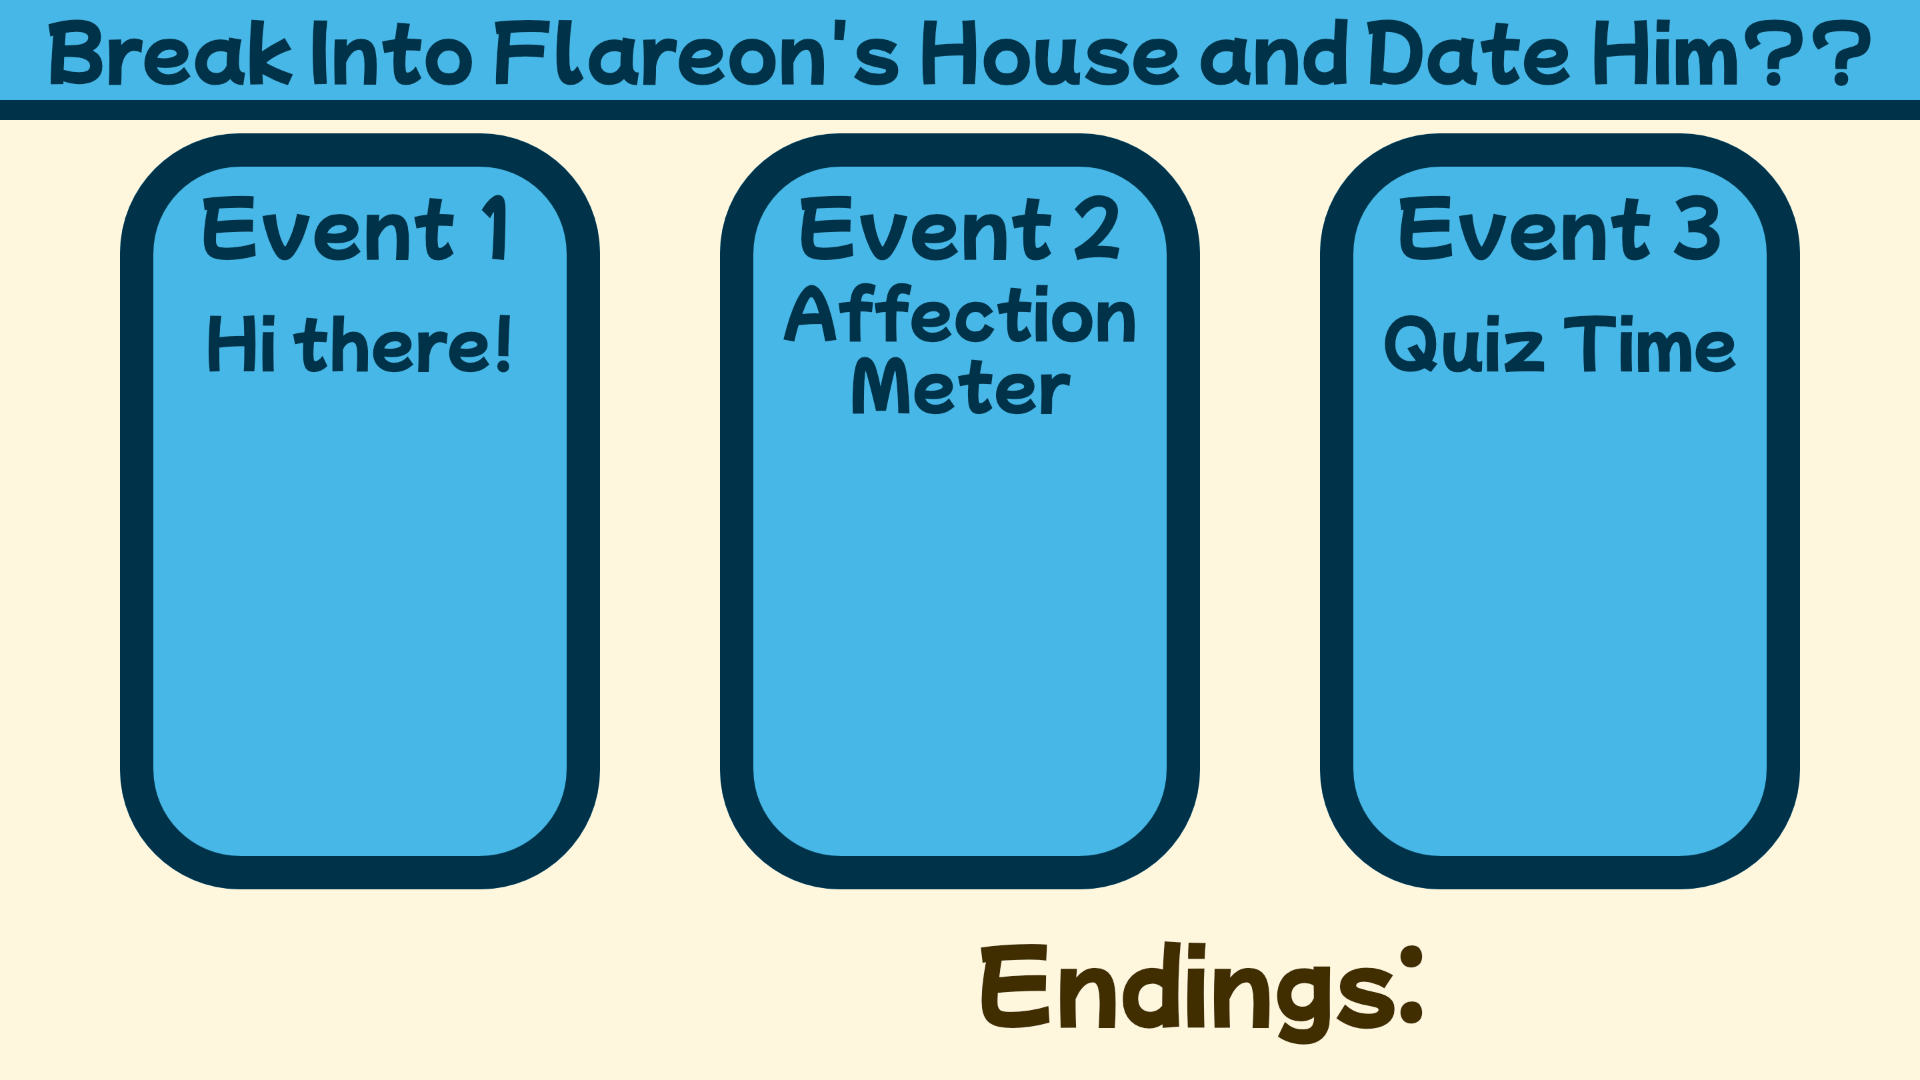 Break Into Flareon's House and Date Him??
Event 1
Hi there!
Event 2
Affection
Meter
Event 3
Quiz Time
Endings: